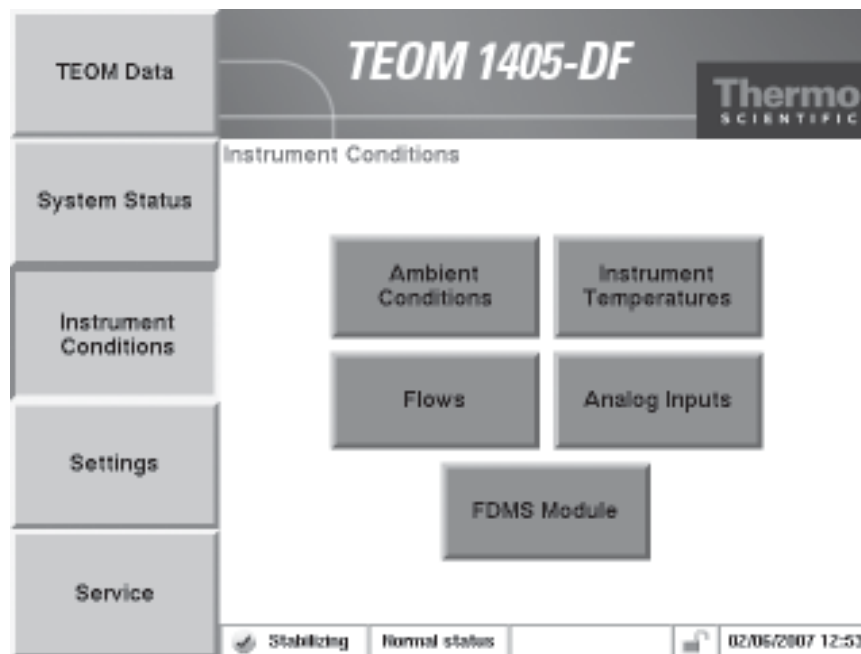 TEOM Data
System Status
Instrument
Conditions
Settings
Service
TEOM 1405-DF
Thermo
SCIENTIFIC
Instrument Conditions
Ambient
Conditions
Instrument
Temperatures
Flows
Analog Inputs
FDMS Module
Stabilizing
Normal status
02/06/2007 12:53